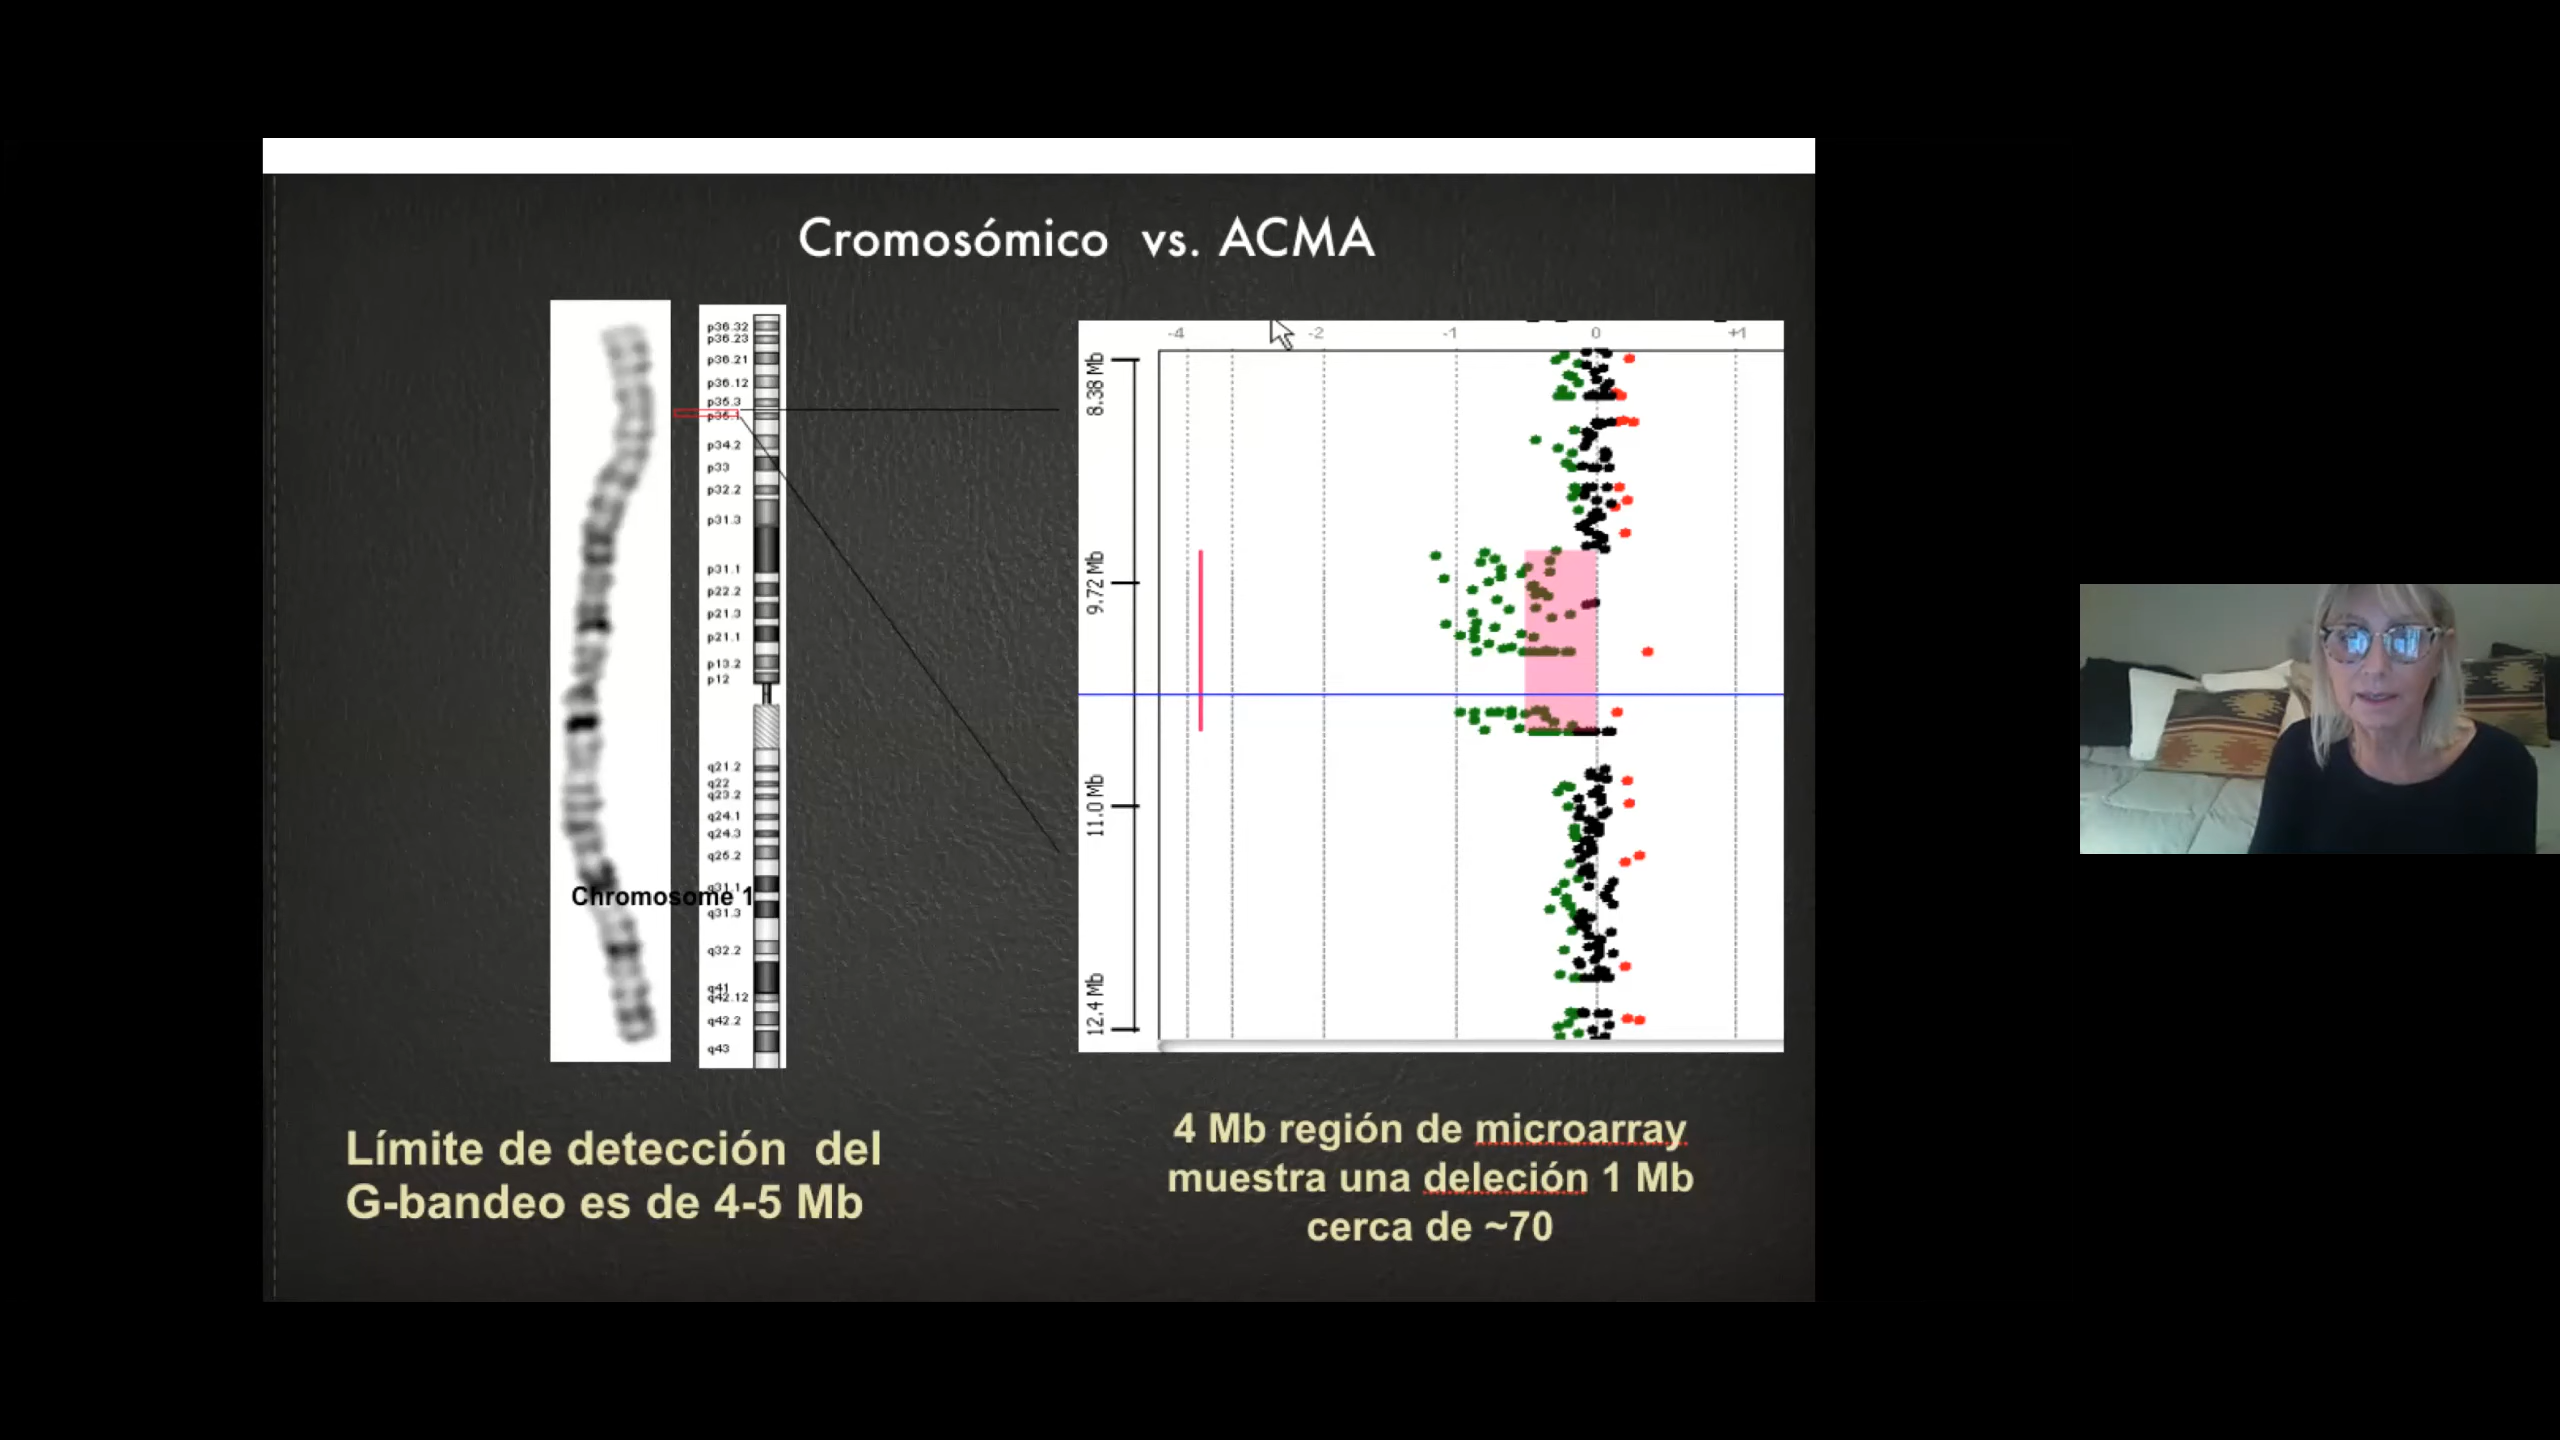 Cromosómico vs. ACMA
p36.32
p36.23
p36.21
p36.12
p35.3
p34.2
p33
p32.2
p31.3
p31.1
p22.2
p21.3
p21.1
p13.2
p12
q21.2
q22
q23.2
q24.1
q24.3
q25.2
q31.1
Chromosome 1
q31.3
q32.2
q41
q42.12
q42.2
q43
-4 -2 -1 0 +1
8.38 Mb
9.72 Mb
11.0 Mb
12.4 Mb
Límite de detección del
G-bandeo es de 4-5 Mb
4 Mb región de microarray
muestra una deleción 1 Mb
cerca de ~70